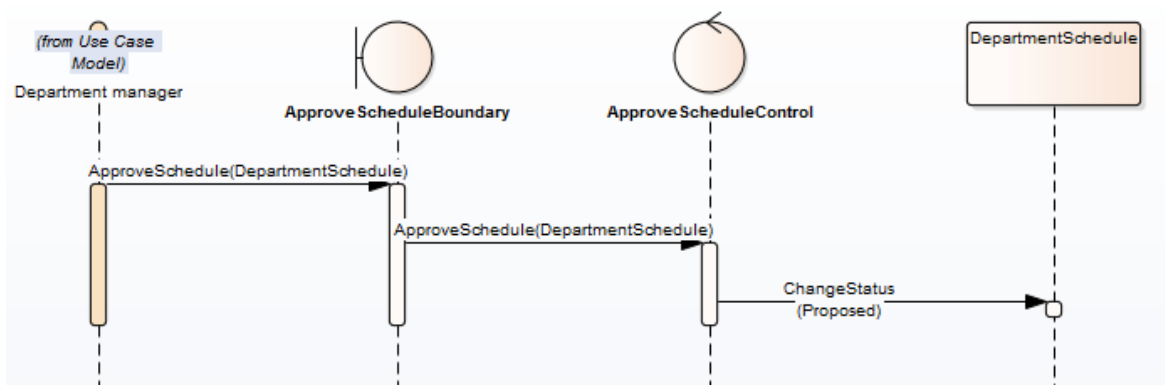 (from Use Case
Model)
Department manager
ApproveScheduleBoundary
ApproveScheduleControl
DepartmentSchedule
ApproveSchedule(DepartmentSchedule)
ApproveSchedule(DepartmentSchedule)
ChangeStatus
(Proposed)